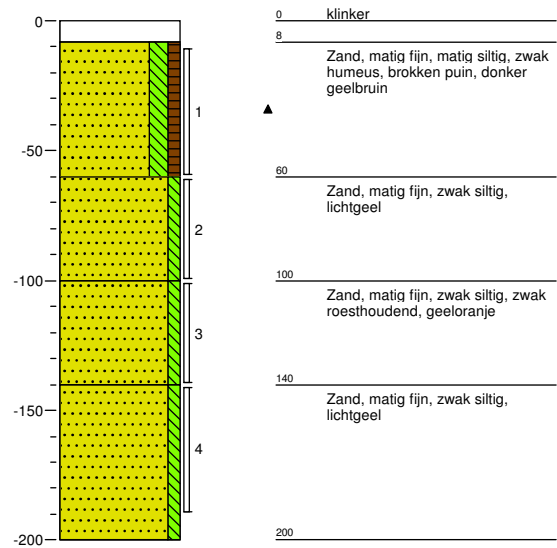 0
-50
-100
-150
-200
1
2
3
4
0
klinker
8
Zand, matig fijn, matig siltig, zwak
humeus, brokken puin, donker
geelbruin
60
Zand, matig fijn, zwak siltig,
lichtgeel
100
Zand, matig fijn, zwak siltig, zwak
roesthoudend, geeloranje
140
Zand, matig fijn, zwak siltig,
lichtgeel
200